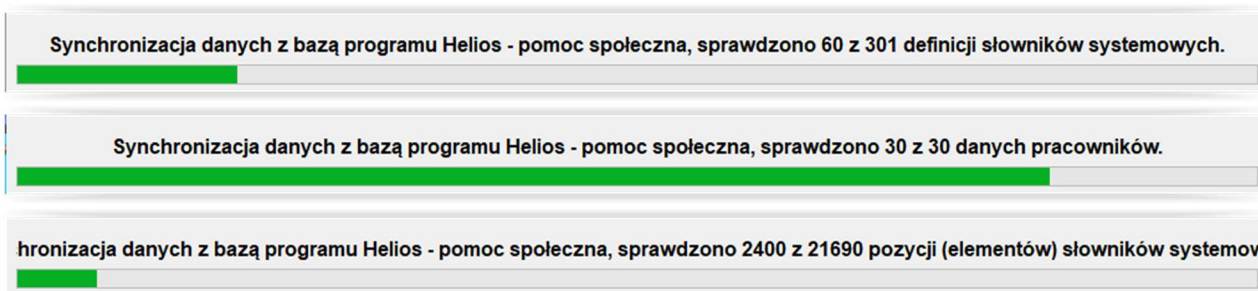 Synchronizacja danych z bazą programu Helios - pomoc społeczna, sprawdzono 60 z 301 definicji słowników systemowych.
Synchronizacja danych z bazą programu Helios - pomoc społeczna, sprawdzono 30 z 30 danych pracowników.
hronizacja danych z bazą programu Helios - pomoc społeczna, sprawdzono 2400 z 21690 pozycji (elementów) słowników systemow